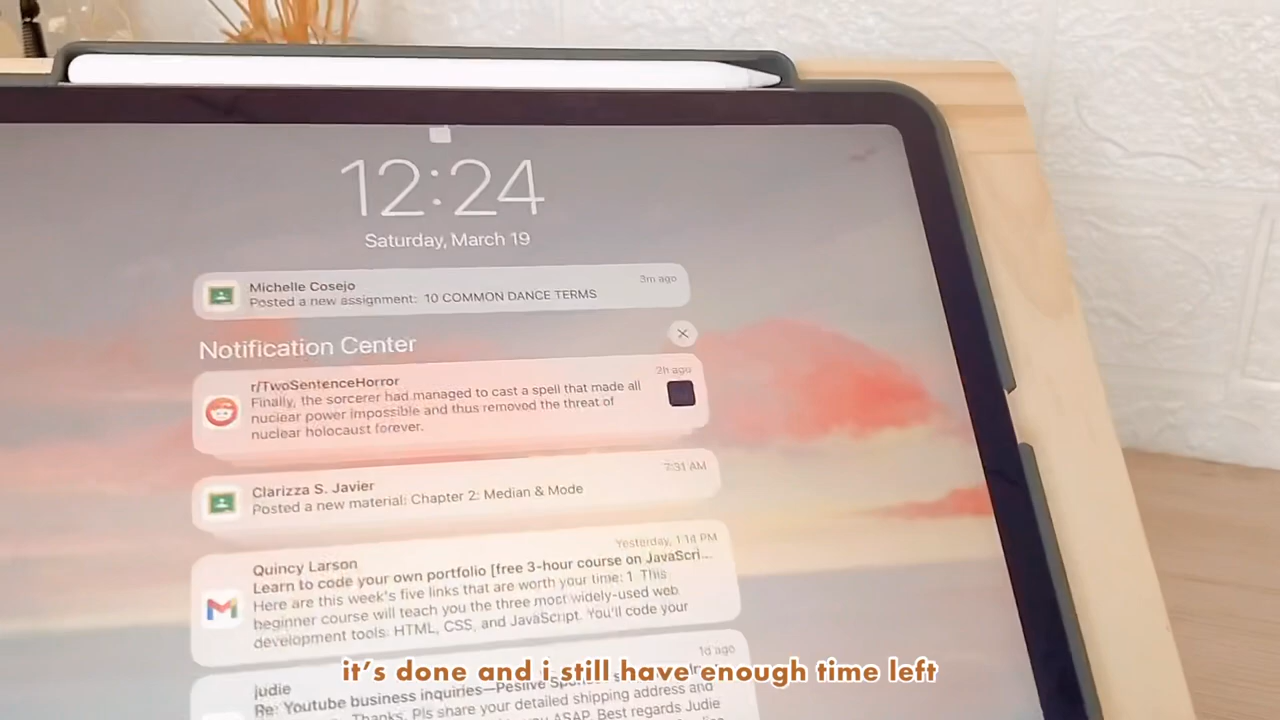 12:24
Saturday, March 19
Michelle Cosejo
3m ago
Posted a new assignment: 10 COMMON DANCE TERMS
Notification Center
r/TwoSentenceHorror
2h ago
Finally, the sorcerer had managed to cast a spell that made all
nuclear power impossible and thus removed the threat of
nuclear holocaust forever.
Clarizza S. Javier
7:31 AM
Posted a new material: Chapter 2: Median & Mode
Quincy Larson
Yesterday, 1:14 PM
Learn to code your own portfolio [free 3-hour course on JavaScri...
Here are this week's five links that are worth your time: 1. This
beginner course will teach you the three most widely-used web
development tools: HTML, CSS, and JavaScript. You'll code your
judie
1d ago
Re: Youtube business inquiries—
Thanks. Pls share your detailed shipping address and
ASAP. Best regards Judie
it's done and i still have enough time left